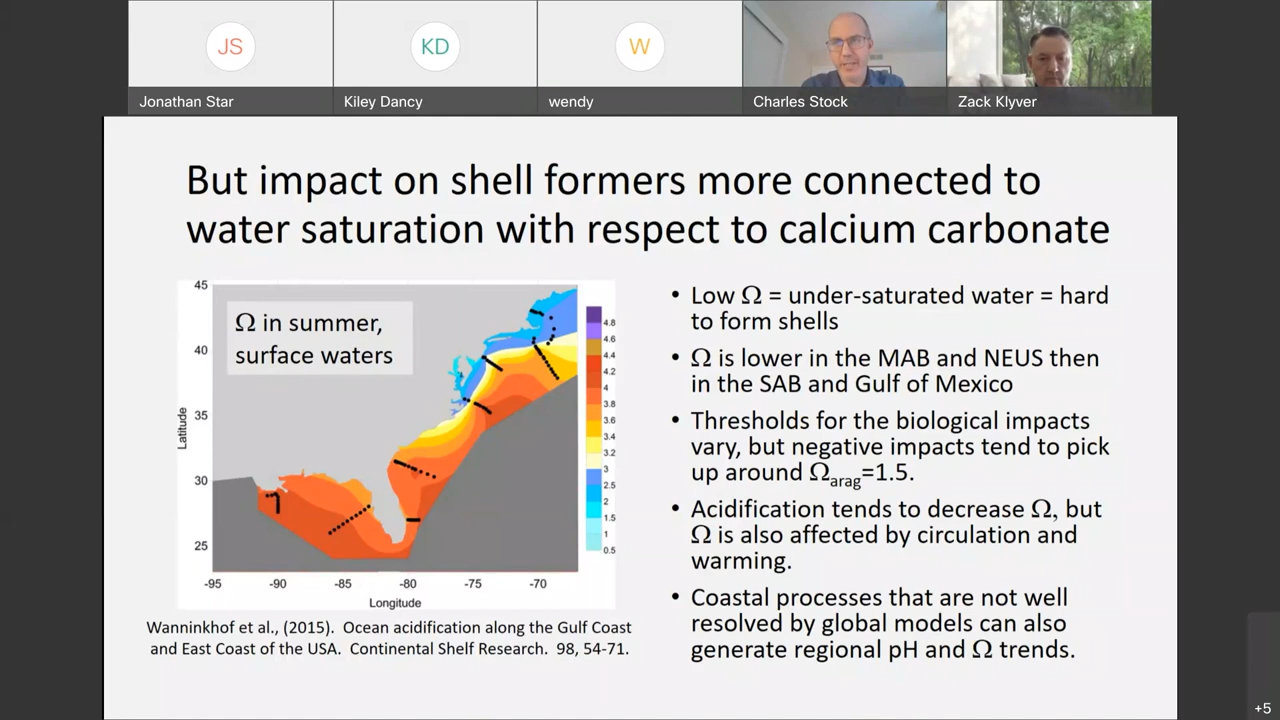 JS
KD
W
Jonathan Star
Kiley Dancy
wendy
Charles Stock
Zack Klyver
But impact on shell formers more connected to
water saturation with respect to calcium carbonate
Ω in summer,
surface waters
45
40
35
30
25
Latitude
-95
-90
-85
-80
-75
-70
Longitude
4.8
4.6
4.4
4.2
4
3.8
3.6
3.4
3.2
3
2.5
2
1.5
1
0.5
Wanninkhof et al., (2015). Ocean acidification along the Gulf Coast
and East Coast of the USA. Continental Shelf Research. 98, 54-71.
• Low Ω = under-saturated water = hard
to form shells
• Ω is lower in the MAB and NEUS then
in the SAB and Gulf of Mexico
• Thresholds for the biological impacts
vary, but negative impacts tend to pick
up around Ωarag=1.5.
• Acidification tends to decrease Ω, but
Ω is also affected by circulation and
warming.
• Coastal processes that are not well
resolved by global models can also
generate regional pH and Ω trends.
+5